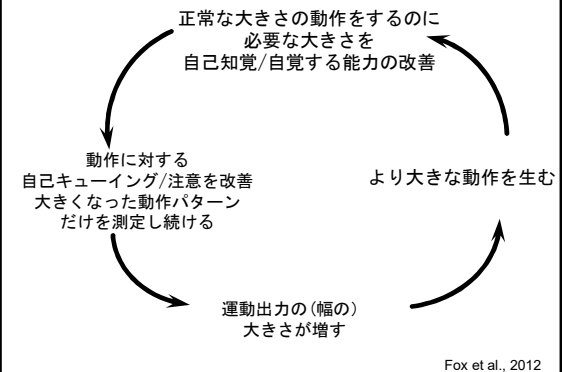 正常な大きさの動作をするのに
必要な大きさを
自己知覚/自覚する能力の改善
動作に対する
自己キューイング/注意を改善
大きくなった動作パターン
だけを測定し続ける
より大きな動作を生む
運動出力の(幅の)
大きさが増す
Fox et al., 2012